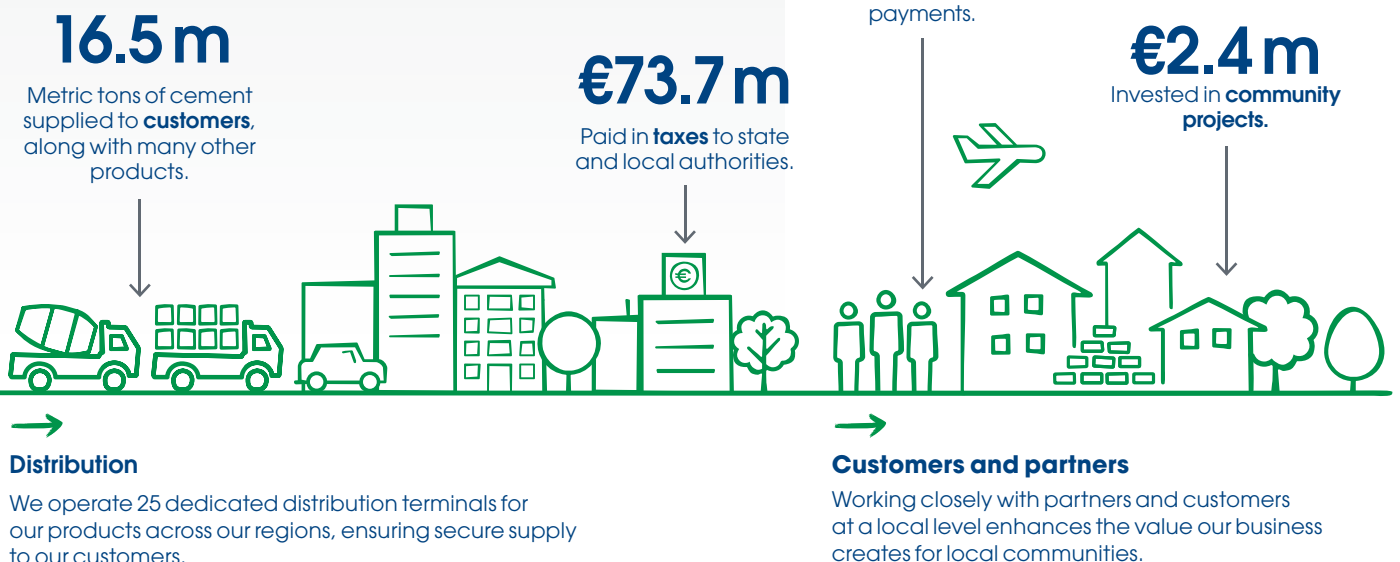 16.5 m
Metric tons of cement
supplied to customers,
along with many other
products.
€73.7 m
Paid in taxes to state
and local authorities.
payments.
€2.4 m
Invested in community
projects.
€
Distribution
We operate 25 dedicated distribution terminals for
our products across our regions, ensuring secure supply
to our customers.
Customers and partners
Working closely with partners and customers
at a local level enhances the value our business
creates for local communities.